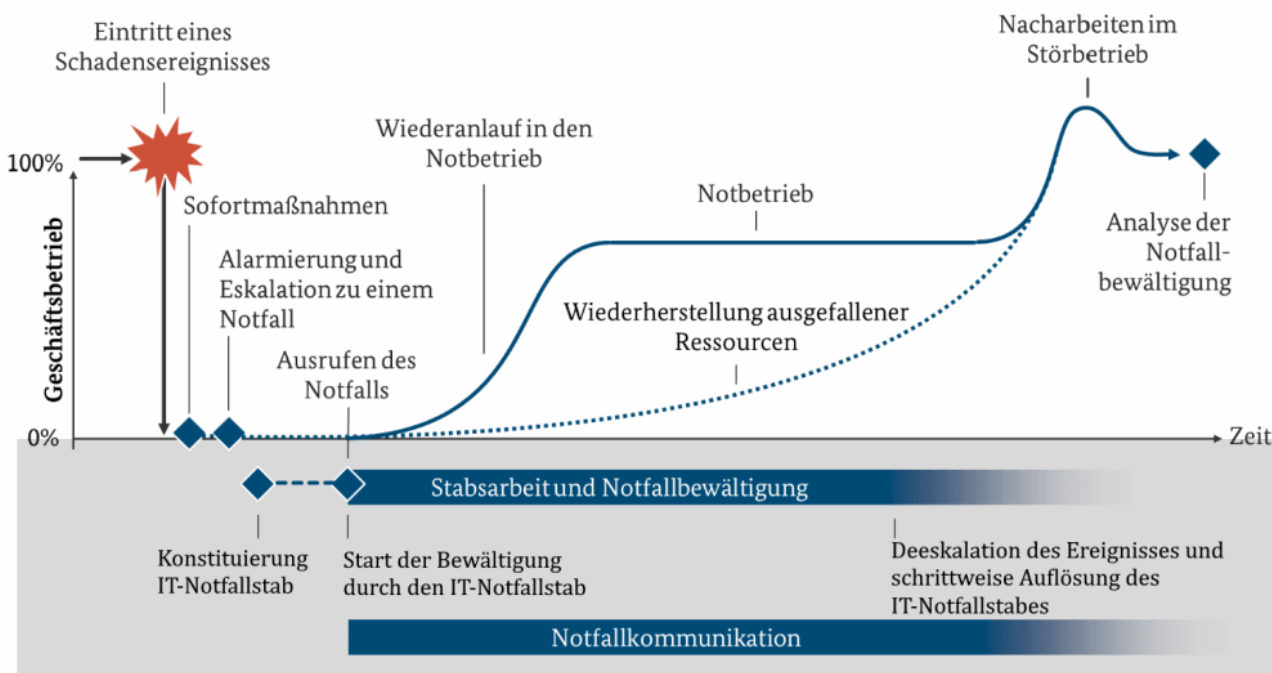 Eintritt eines
Schadensereignisses
Nacharbeiten im
Störbetrieb
Wiederanlauf in den
Notbetrieb
100%
Sofortmaßnahmen
Notbetrieb
Analyse der
Notfall-
bewältigung
Alarmierung und
Eskalation zu einem
Notfall
Geschäftsbetrieb
Wiederherstellung ausgefallener
Ressourcen
Ausrufen des
Notfalls
0%
Zeit
Stabsarbeit und Notfallbewältigung
Konstituierung
IT-Notfallstab
Start der Bewältigung
durch den IT-Notfallstab
Deeskalation des Ereignisses und
schrittweise Auflösung des
IT-Notfallstabes
Notfallkommunikation